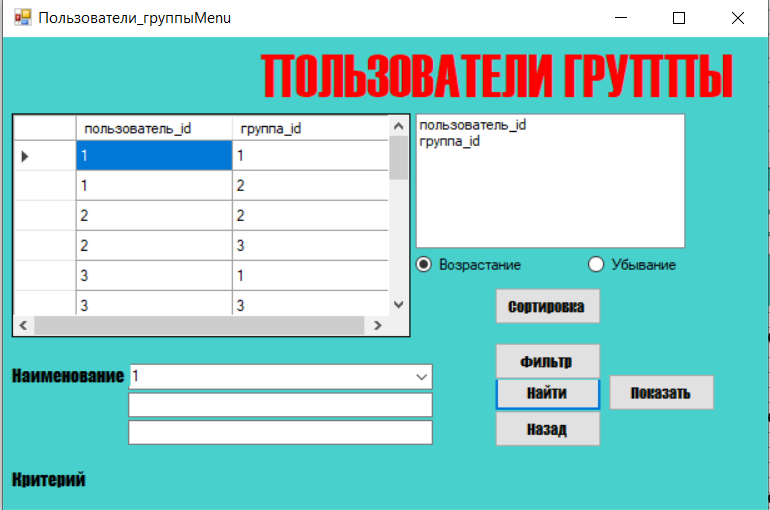 Пользователи_группыMenu
ПОЛЬЗОВАТЕЛИ ГРУППЫ
пользователь_id группа_id
1 1
1 2
2 2
2 3
3 1
3 3
пользователь_id
группа_id
Возрастание Убывание
Сортировка
Фильтр
Наименование 1
Найти Показать
Назад
Критерий